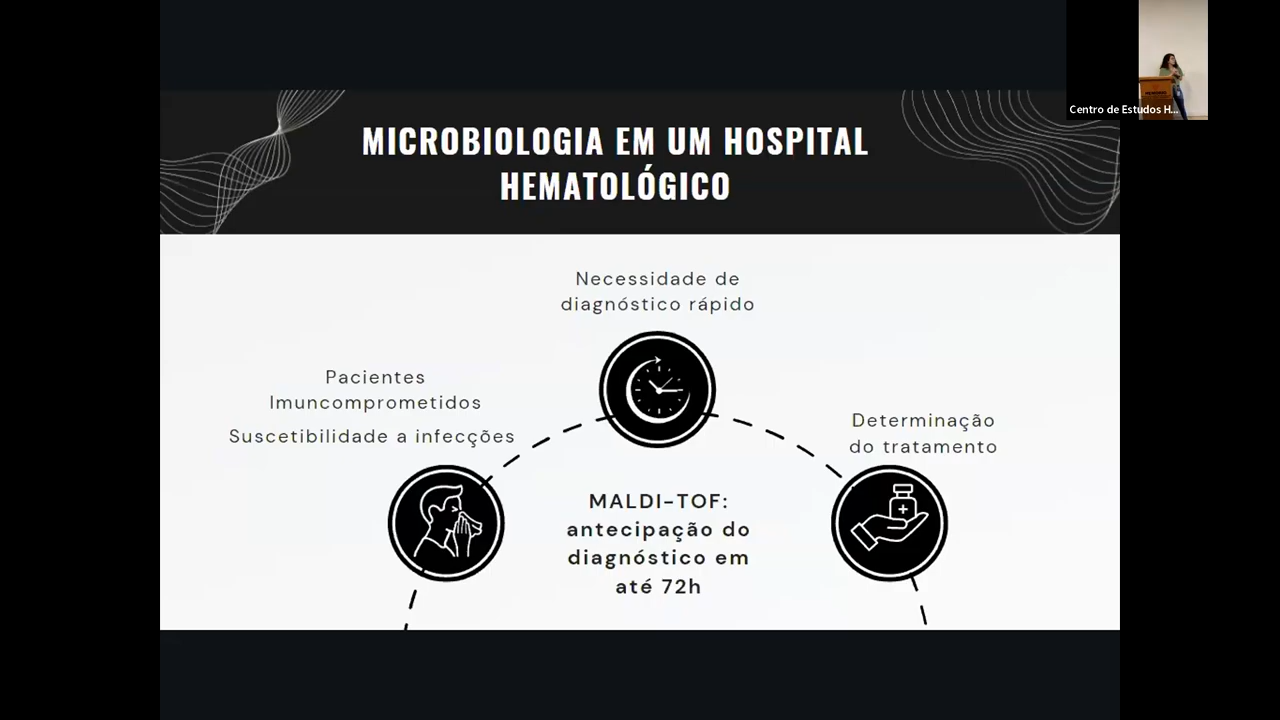 Centro de Estudos H...
MICROBIOLOGIA EM UM HOSPITAL
HEMATOLÓGICO
Necessidade de
diagnóstico rápido
Pacientes
Imuncomprometidos
Suscetibilidade a infecções
Determinação
do tratamento
MALDI-TOF:
antecipação do
diagnóstico em
até 72h